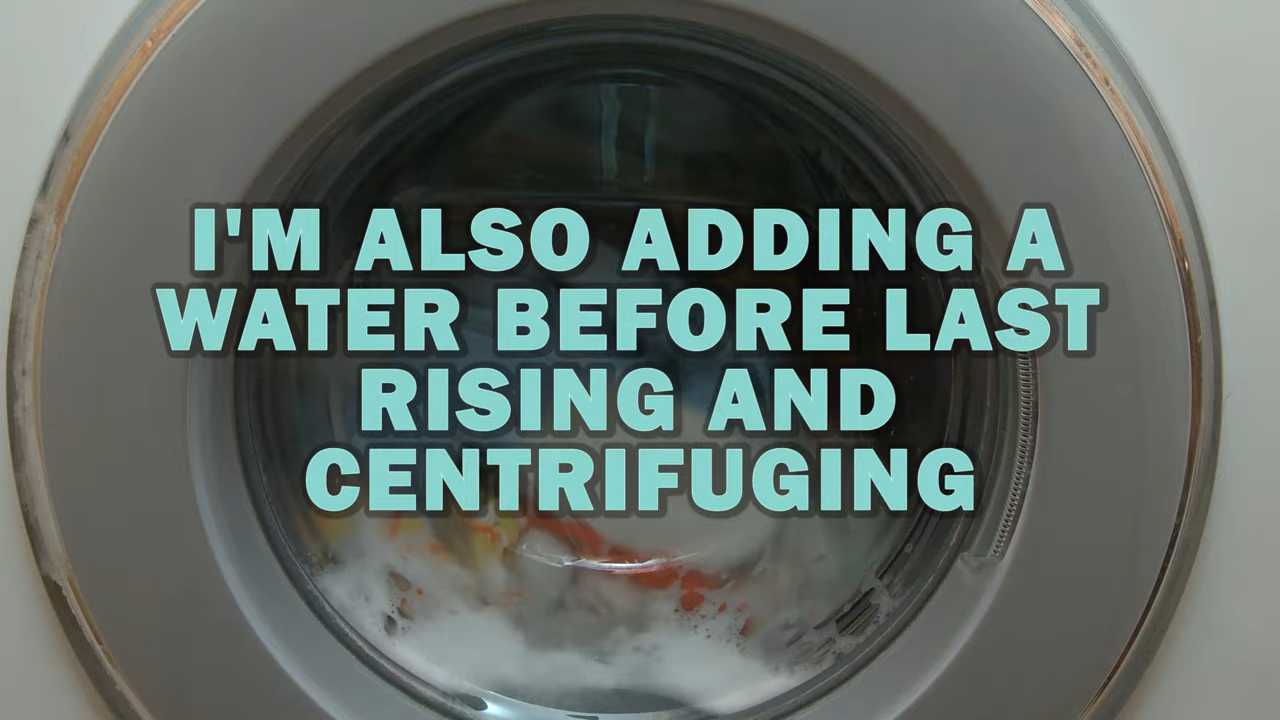 I'M ALSO ADDING A
WATER BEFORE LAST
RISING AND
CENTRIFUGING